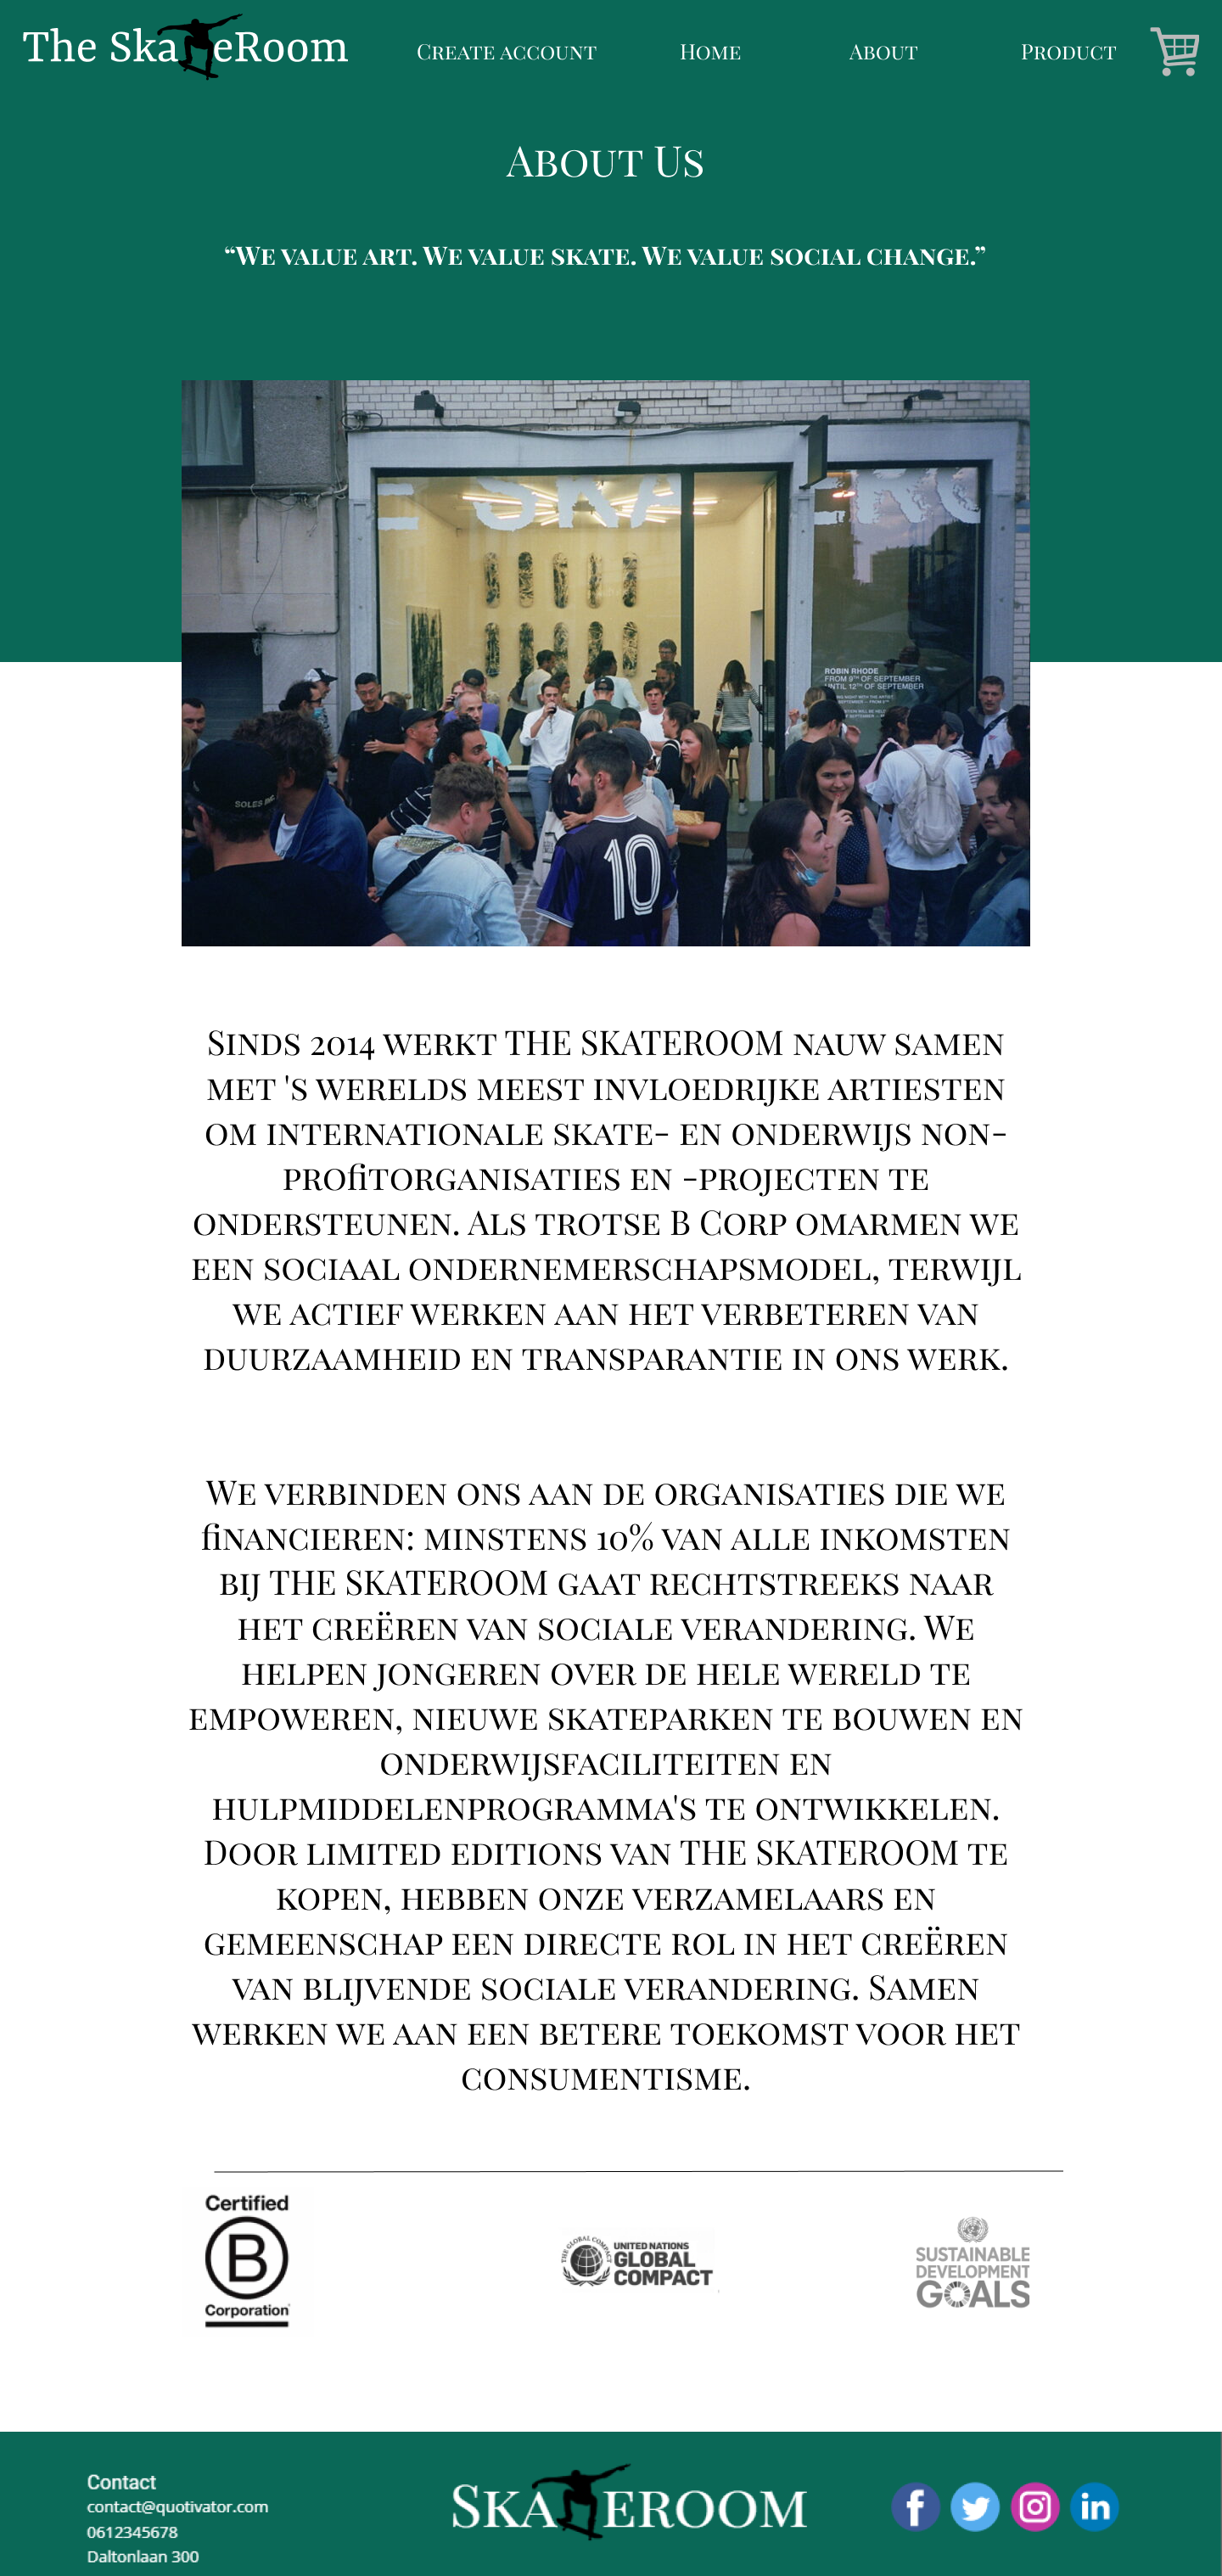 The SkateRoom
Create account
Home
About
Product
About Us
“We value art. We value skate. We value social change.”
SKA
ROBIN RHODE
FROM 9TH OF SEPTEMBER
UNTIL 12TH OF SEPTEMBER
SOLES INC.
10
Sinds 2014 werkt THE SKATEROOM nauw samen
met 's werelds meest invloedrijke artiesten
om internationale skate- en onderwijs non-
profitorganisaties en -projecten te
ondersteunen. Als trotse B Corp omarmen we
een sociaal ondernemerschapsmodel, terwijl
we actief werken aan het verbeteren van
duurzaamheid en transparantie in ons werk.
We verbinden ons aan de organisaties die we
financieren: minstens 10% van alle inkomsten
bij THE SKATEROOM gaat rechtstreeks naar
het creëren van sociale verandering. We
helpen jongeren over de hele wereld te
empoweren, nieuwe skateparken te bouwen en
onderwijsfaciliteiten en
hulpmiddelenprogramma's te ontwikkelen.
Door limited editions van THE SKATEROOM te
kopen, hebben onze verzamelaars en
gemeenschap een directe rol in het creëren
van blijvende sociale verandering. Samen
werken we aan een betere toekomst voor het
consumentisme.
Certified
B
Corporation
THE GLOBAL COMPACT
UNITED NATIONS
GLOBAL
COMPACT
SUSTAINABLE
DEVELOPMENT
GOALS
Contact
contact@quotivator.com
0612345678
Daltonlaan 300
Skateroom
f
in